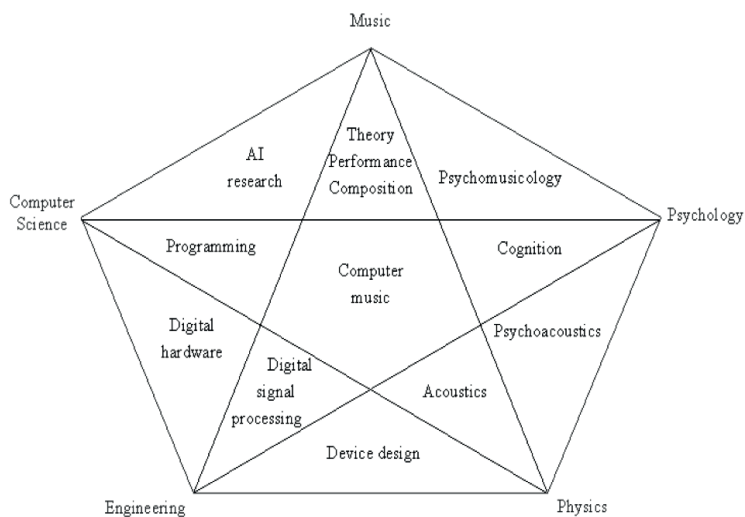 Music
Theory
Performance
Composition
AI
research
Psychomusicology
Computer
Science
Psychology
Programming
Cognition
Computer
music
Digital
hardware
Psychoacoustics
Digital
signal
processing
Acoustics
Device design
Engineering
Physics